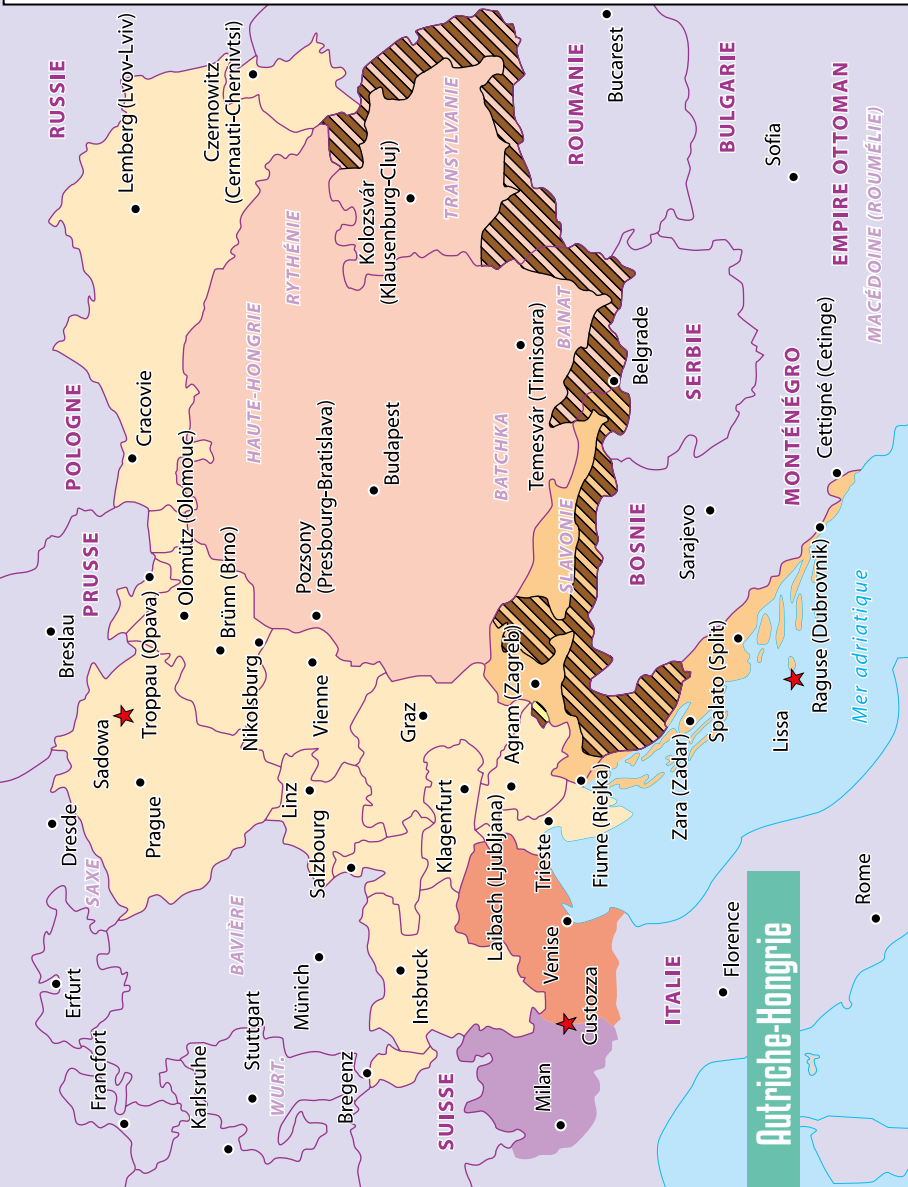 RUSSIE
Lemberg (Lvov-Lviv)
Czernowitz
(Cernauti-Chernivtsi)
POLOGNE
Cracovie
PRUSSE
Breslau
Olomütz (Olomouc)
Troppau (Opava)
Brünn (Brno)
Nikolsburg
Sadowa
Prague
Dresde
SAXE
Erfurt
Francfort
Karlsruhe
Stuttgart
WURT.
BAVIÈRE
Münich
Linz
Salzbourg
Vienne
Graz
Klagenfurt
Insbruck
Bregenz
SUISSE
HAUTE-HONGRIE
RYTHÉNIE
Pozsony
(Presbourg-Bratislava)
Budapest
Kolozsvár
(Klausenburg-Cluj)
TRANSYLVANIE
BATCHKA
BANAT
Temesvár (Timisoara)
SLAVONIE
Agram (Zagreb)
Laibach (Ljubljana)
Trieste
Fiume (Riejka)
Venise
Custozza
Milan
ITALIE
Florence
Rome
Zara (Zadar)
Spalato (Split)
Lissa
Raguse (Dubrovnik)
Mer adriatique
BOSNIE
Sarajevo
MONTÉNÉGRO
Cettigné (Cetinge)
SERBIE
Belgrade
ROUMANIE
Bucarest
BULGARIE
Sofia
EMPIRE OTTOMAN
MACÉDOINE (ROUMÉLIE)
Autriche-Hongrie